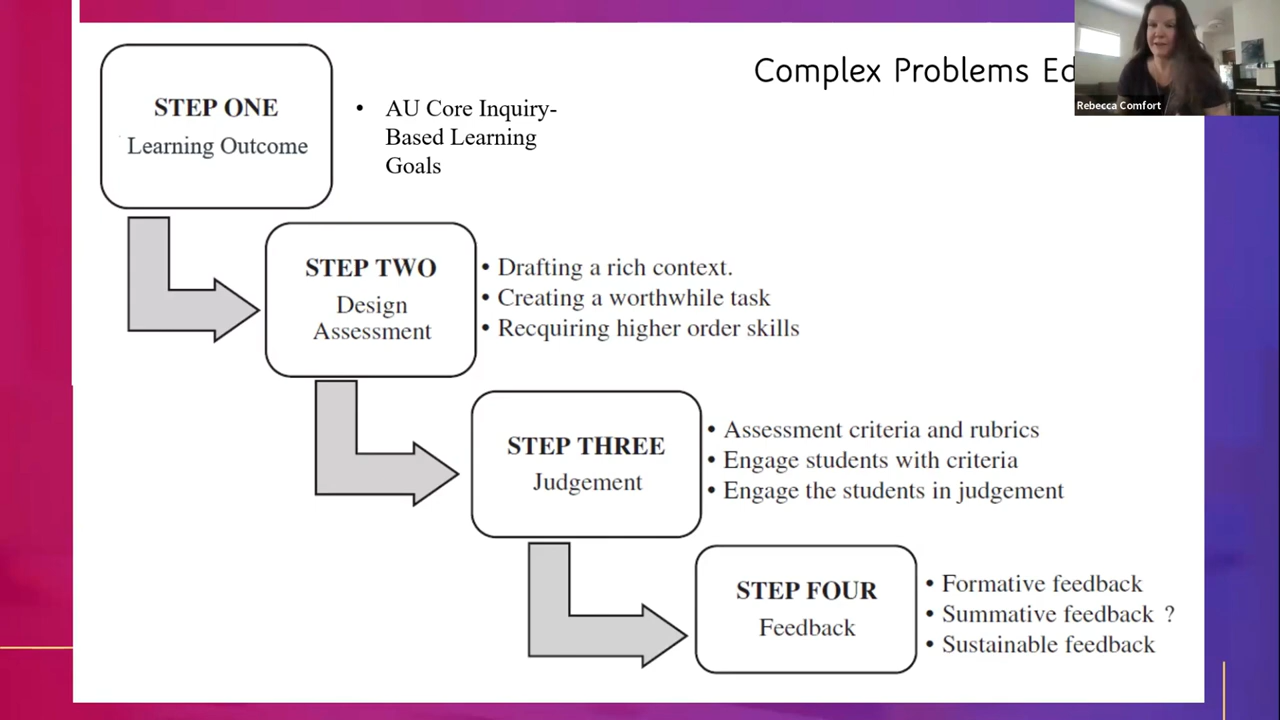 Complex Problems Ed
Rebecca Comfort
STEP ONE
Learning Outcome
• AU Core Inquiry-
Based Learning
Goals
STEP TWO
Design
Assessment
• Drafting a rich context.
• Creating a worthwhile task
• Recquiring higher order skills
STEP THREE
Judgement
• Assessment criteria and rubrics
• Engage students with criteria
• Engage the students in judgement
STEP FOUR
Feedback
• Formative feedback
• Summative feedback ?
• Sustainable feedback